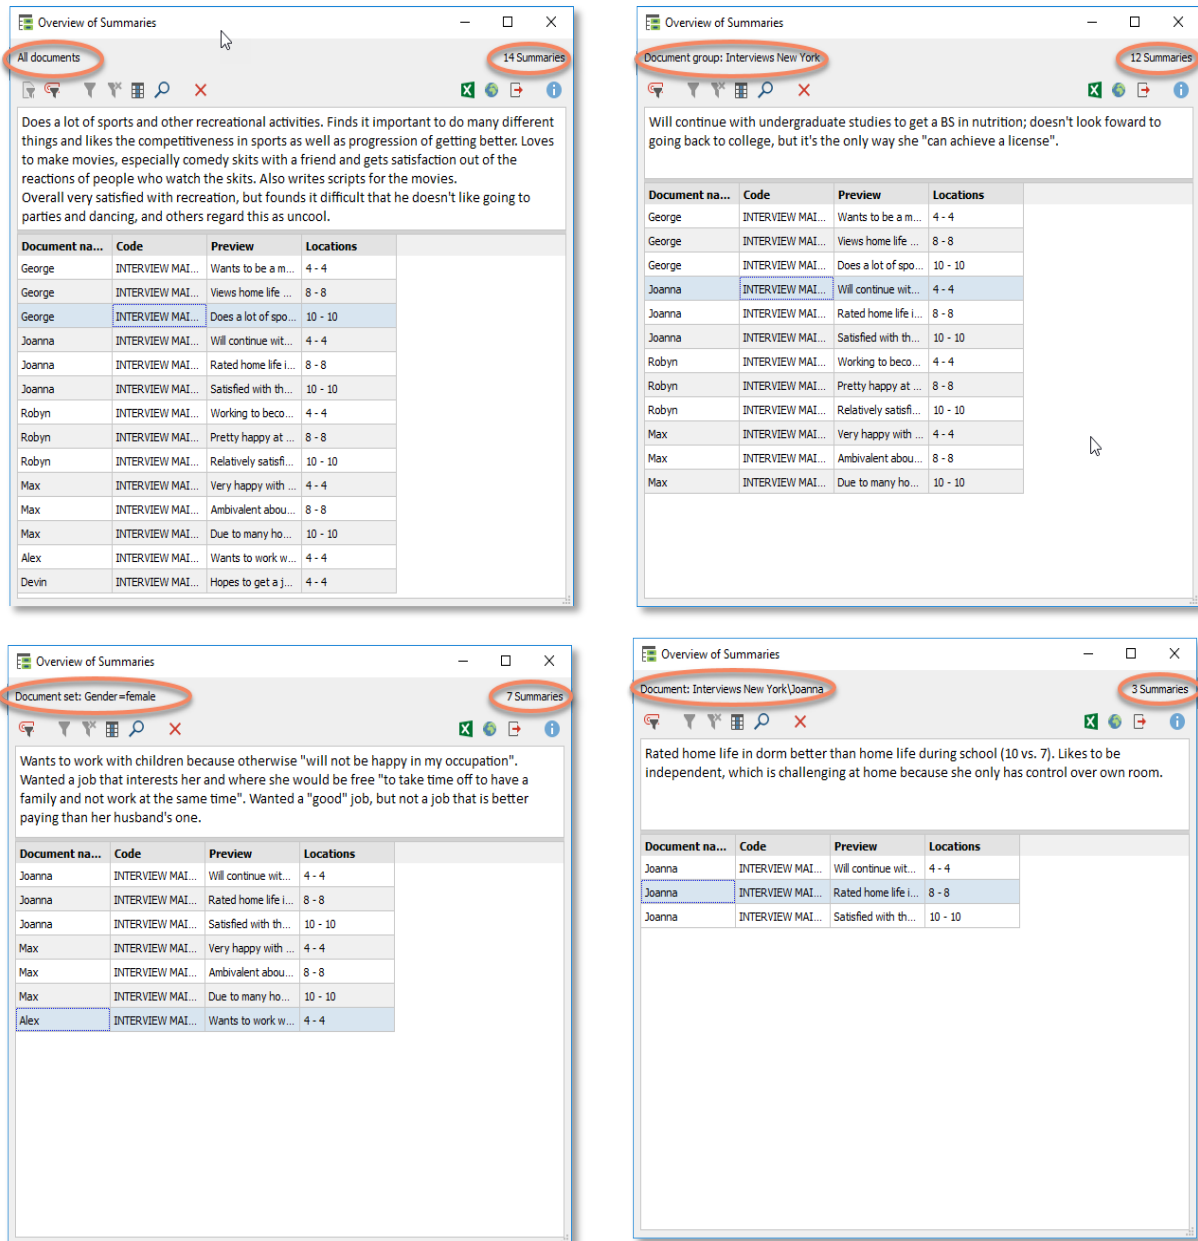 Overview of Summaries
All documents 14 Summaries
Does a lot of sports and other recreational activities. Finds it important to do many different
things and likes the competitiveness in sports as well as progression of getting better. Loves
to make movies, especially comedy skits with a friend and gets satisfaction out of the
reactions of people who watch the skits. Also writes scripts for the movies.
Overall very satisfied with recreation, but founds it difficult that he doesn't like going to
parties and dancing, and others regard this as uncool.
Document na... Code Preview Locations
George INTERVIEW MAI... Wants to be a m... 4 - 4
George INTERVIEW MAI... Views home life ... 8 - 8
George INTERVIEW MAI... Does a lot of spo... 10 - 10
Joanna INTERVIEW MAI... Will continue wit... 4 - 4
Joanna INTERVIEW MAI... Rated home life i... 8 - 8
Joanna INTERVIEW MAI... Satisfied with th... 10 - 10
Robyn INTERVIEW MAI... Working to beco... 4 - 4
Robyn INTERVIEW MAI... Pretty happy at ... 8 - 8
Robyn INTERVIEW MAI... Relatively satisfi... 10 - 10
Max INTERVIEW MAI... Very happy with ... 4 - 4
Max INTERVIEW MAI... Ambivalent abou... 8 - 8
Max INTERVIEW MAI... Due to many ho... 10 - 10
Alex INTERVIEW MAI... Wants to work w... 4 - 4
Devin INTERVIEW MAI... Hopes to get a j... 4 - 4
Overview of Summaries
Document group: Interviews New York 12 Summaries
Will continue with undergraduate studies to get a BS in nutrition; doesn't look foward to
going back to college, but it's the only way she "can achieve a license".
Document na... Code Preview Locations
George INTERVIEW MAI... Wants to be a m... 4 - 4
George INTERVIEW MAI... Views home life ... 8 - 8
George INTERVIEW MAI... Does a lot of spo... 10 - 10
Joanna INTERVIEW MAI... Will continue wit... 4 - 4
Joanna INTERVIEW MAI... Rated home life i... 8 - 8
Joanna INTERVIEW MAI... Satisfied with th... 10 - 10
Robyn INTERVIEW MAI... Working to beco... 4 - 4
Robyn INTERVIEW MAI... Pretty happy at ... 8 - 8
Robyn INTERVIEW MAI... Relatively satisfi... 10 - 10
Max INTERVIEW MAI... Very happy with ... 4 - 4
Max INTERVIEW MAI... Ambivalent abou... 8 - 8
Max INTERVIEW MAI... Due to many ho... 10 - 10
Overview of Summaries
Document set: Gender=female 7 Summaries
Wants to work with children because otherwise "will not be happy in my occupation".
Wanted a job that interests her and where she would be free "to take time off to have a
family and not work at the same time". Wanted a "good" job, but not a job that is better
paying than her husband's one.
Document na... Code Preview Locations
Joanna INTERVIEW MAI... Will continue wit... 4 - 4
Joanna INTERVIEW MAI... Rated home life i... 8 - 8
Joanna INTERVIEW MAI... Satisfied with th... 10 - 10
Max INTERVIEW MAI... Very happy with ... 4 - 4
Max INTERVIEW MAI... Ambivalent abou... 8 - 8
Max INTERVIEW MAI... Due to many ho... 10 - 10
Alex INTERVIEW MAI... Wants to work w... 4 - 4
Overview of Summaries
Document: Interviews New York\Joanna 3 Summaries
Rated home life in dorm better than home life during school (10 vs. 7). Likes to be
independent, which is challenging at home because she only has control over own room.
Document na... Code Preview Locations
Joanna INTERVIEW MAI... Will continue wit... 4 - 4
Joanna INTERVIEW MAI... Rated home life i... 8 - 8
Joanna INTERVIEW MAI... Satisfied with th... 10 - 10